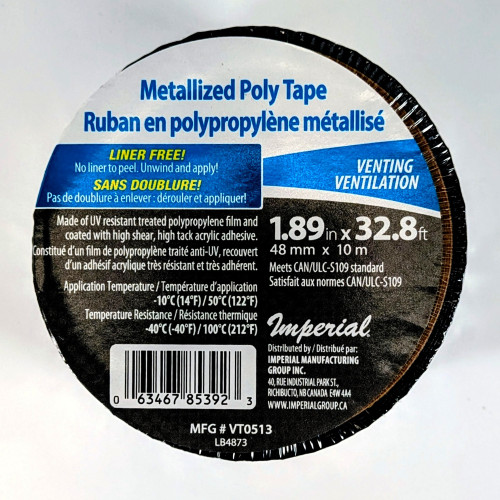 Metallized Poly Tape
Ruban en polypropylène métallisé
LINER FREE!
No liner to peel. Unwind and apply!
SANS DOUBLURE!
Pas de doublure à enlever : dérouler et appliquer!
VENTING
VENTILATION
Made of UV resistant treated polypropylene film and
coated with high shear, high tack acrylic adhesive.
Constitué d'un film de polypropylène traité anti-UV, recouvert
d'un adhésif acrylique très résistant et très adhérent.
Application Temperature / Température d'application
-10°C (14°F) / 50°C (122°F)
Temperature Resistance / Résistance thermique
-40°C (-40°F) / 100°C (212°F)
1.89 in x 32.8 ft
48 mm x 10 m
Meets CAN/ULC-S109 standard
Satisfait aux normes CAN/ULC-S109
Imperial
Distributed by / Distribué par:
IMPERIAL MANUFACTURING
GROUP INC.
40, RUE INDUSTRIAL PARK ST.,
RICHIBUCTO, NB CANADA E4W 4A4
WWW.IMPERIALGROUP.CA
0 63467 85392 3
MFG # VT0513
LB4873